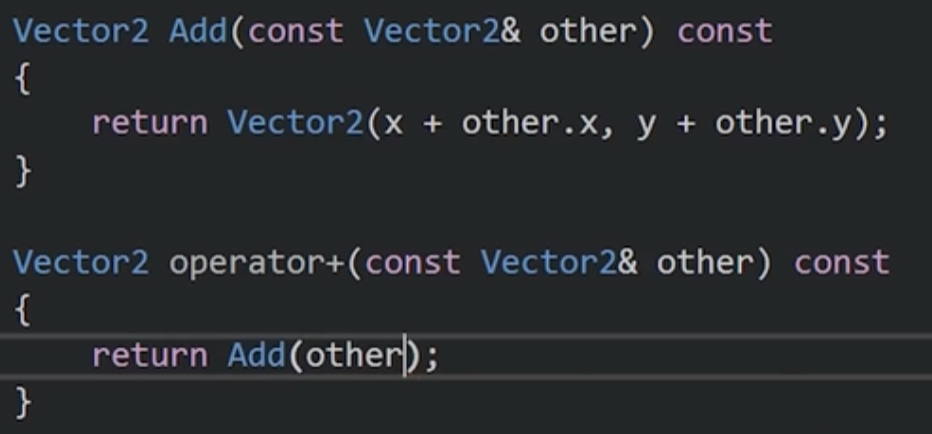 Vector2 Add(const Vector2& other) const
{
    return Vector2(x + other.x, y + other.y);
}
Vector2 operator+(const Vector2& other) const
{
    return Add(other);
}